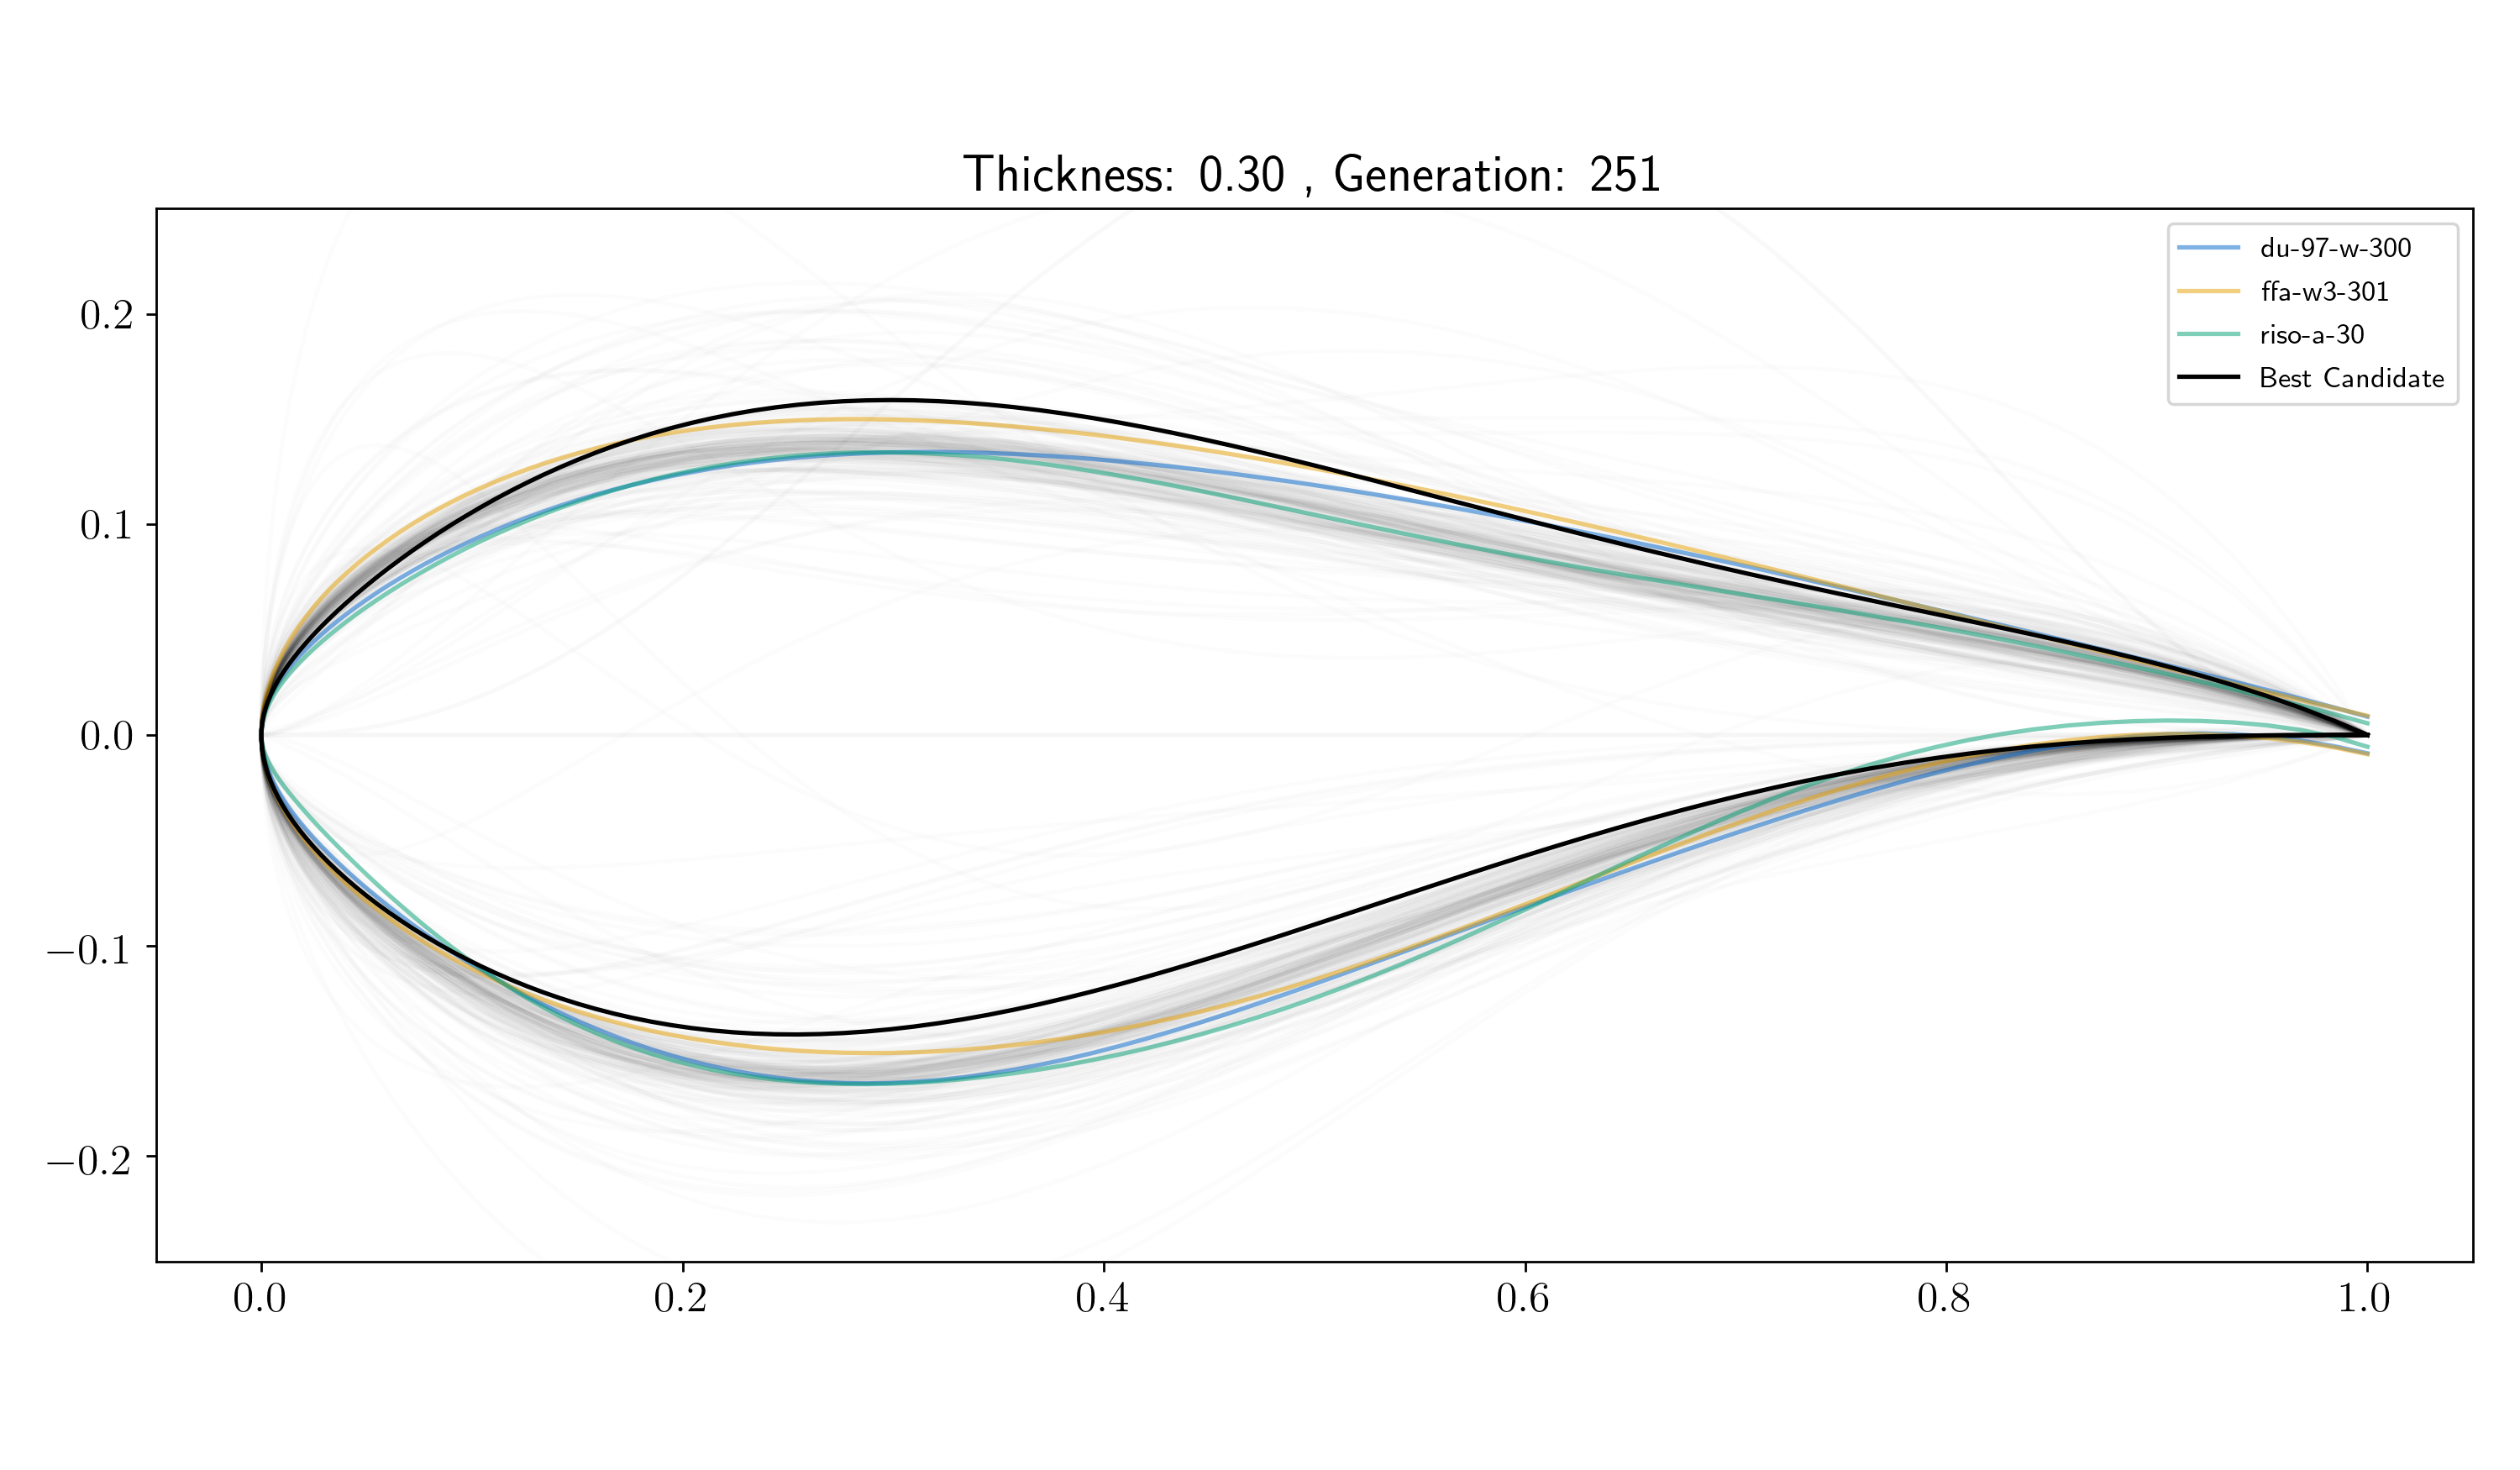 Thickness: 0.30 , Generation: 251
du-97-w-300
ffa-w3-301
riso-a-30
Best Candidate
0.2
0.1
0.0
−0.1
−0.2
0.0 0.2 0.4 0.6 0.8 1.0